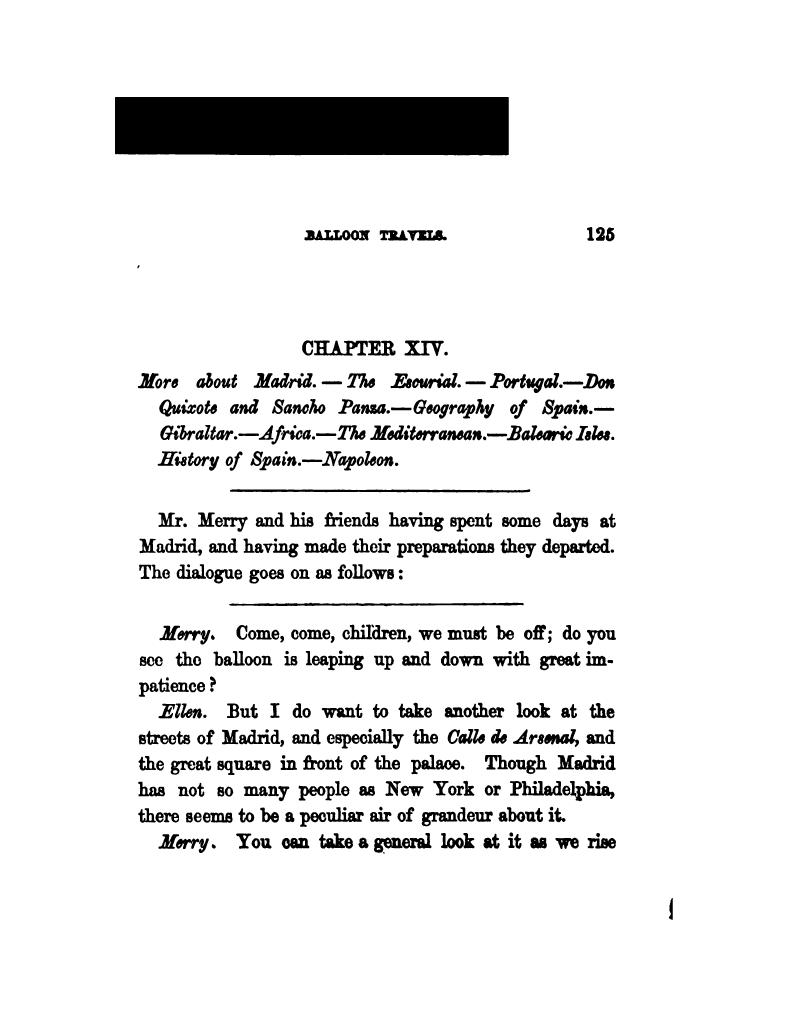 BALLOON TRAVELS. 125
CHAPTER XIV.
More about Madrid. — The Escurial. — Portugal.—Don
Quixote and Sancho Panza.—Geography of Spain.—
Gibraltar.—Africa.—The Mediterranean.—Balearic Isles.
History of Spain.—Napoleon.
Mr. Merry and his friends having spent some days at
Madrid, and having made their preparations they departed.
The dialogue goes on as follows:
Merry. Come, come, children, we must be off; do you
see the balloon is leaping up and down with great im-
patience?
Ellen. But I do want to take another look at the
streets of Madrid, and especially the Calle de Arsenal, and
the great square in front of the palace. Though Madrid
has not so many people as New York or Philadelphia,
there seems to be a peculiar air of grandeur about it.
Merry. You can take a general look at it as we rise